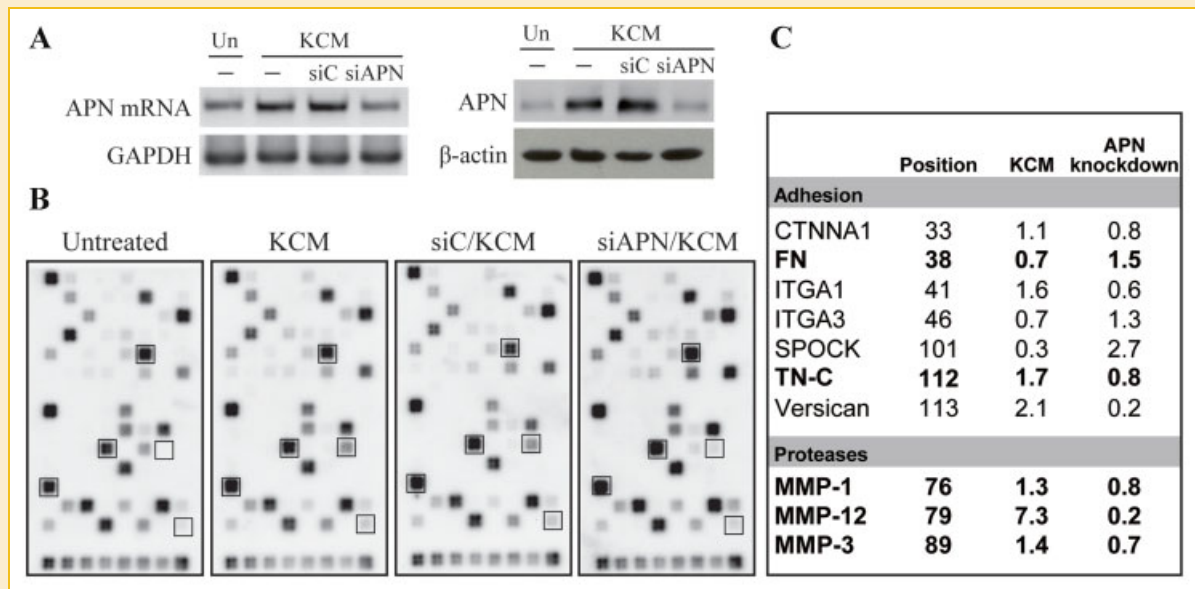 A
Un KCM
– – siC siAPN
APN mRNA
GAPDH
Un KCM
– – siC siAPN
APN
β-actin
B
Untreated KCM siC/KCM siAPN/KCM
C
Position KCM APN knockdown
Adhesion
CTNNA1 33 1.1 0.8
FN 38 0.7 1.5
ITGA1 41 1.6 0.6
ITGA3 46 0.7 1.3
SPOCK 101 0.3 2.7
TN-C 112 1.7 0.8
Versican 113 2.1 0.2
Proteases
MMP-1 76 1.3 0.8
MMP-12 79 7.3 0.2
MMP-3 89 1.4 0.7